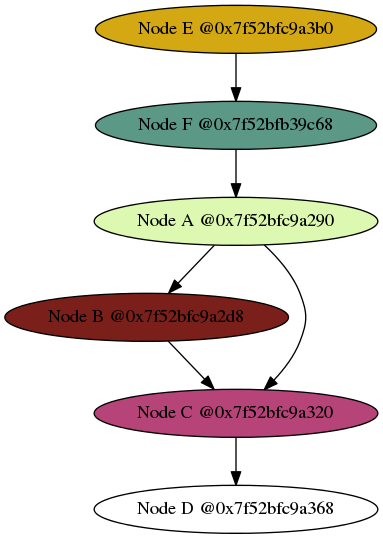 Node E @0x7f52bfc9a3b0
Node F @0x7f52bfb39c68
Node A @0x7f52bfc9a290
Node B @0x7f52bfc9a2d8
Node C @0x7f52bfc9a320
Node D @0x7f52bfc9a368